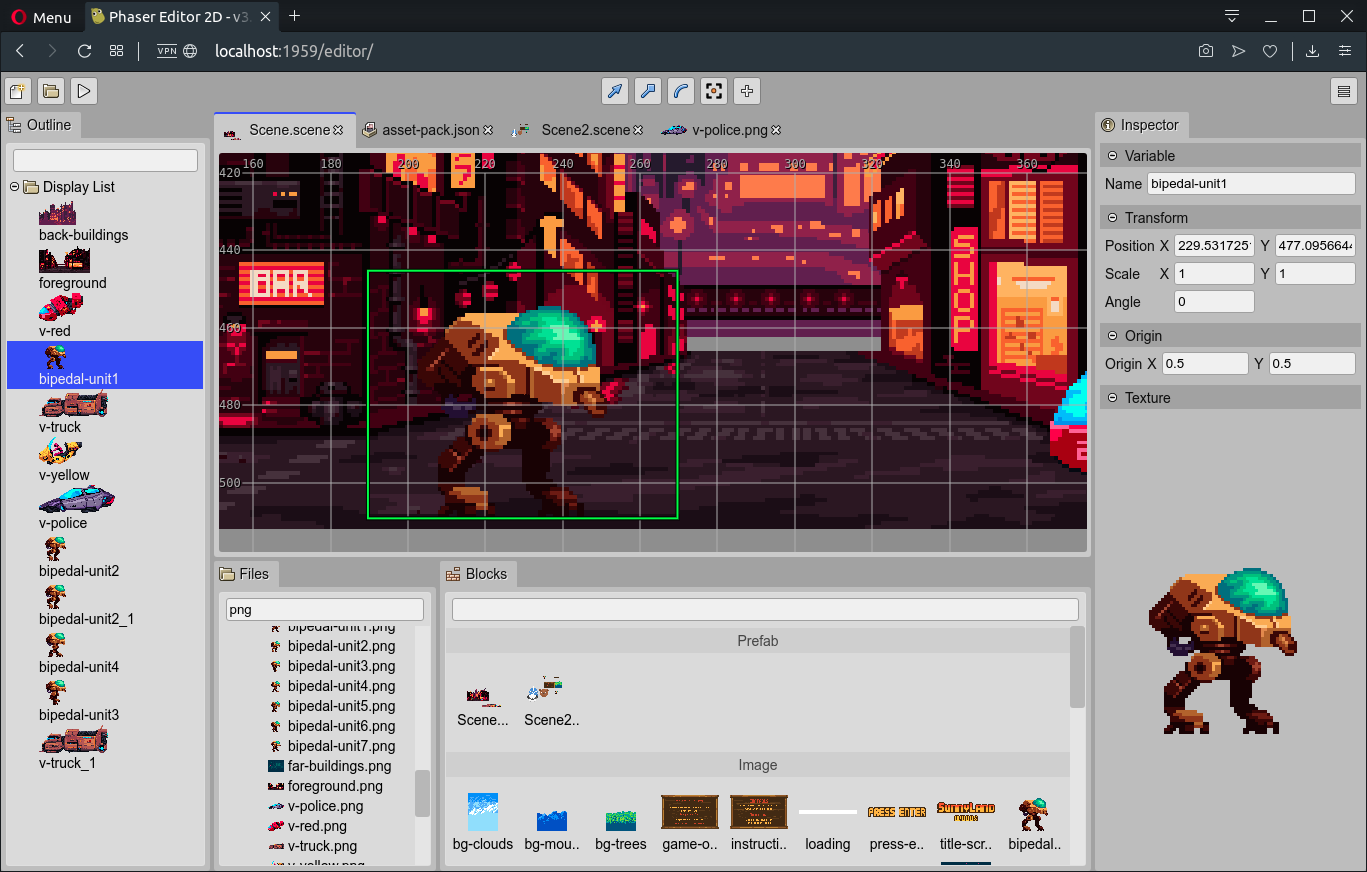 Menu
Phaser Editor 2D - v3.
VPN
localhost:1959/editor/
Outline
Display List
back-buildings
foreground
v-red
bipedal-unit1
v-truck
v-yellow
v-police
bipedal-unit2
bipedal-unit2_1
bipedal-unit4
bipedal-unit3
v-truck_1
Scene.scene
asset-pack.json
Scene2.scene
v-police.png
160 180 200 220 240 260 280 300 320 340 360
420
440
460
480
500
BAR
SHOP
Files
png
bipedal-unit1.png
bipedal-unit2.png
bipedal-unit3.png
bipedal-unit4.png
bipedal-unit5.png
bipedal-unit6.png
bipedal-unit7.png
far-buildings.png
foreground.png
v-police.png
v-red.png
v-truck.png
v-yellow.png
Blocks
Prefab
Scene...
Scene2..
Image
PRESS ENTER
SUNNYLAND
bg-clouds
bg-mou..
bg-trees
game-o..
instructi..
loading
press-e..
title-scr..
bipedal..
Inspector
Variable
Name bipedal-unit1
Transform
Position X 229.531725 Y 477.0956644
Scale X 1 Y 1
Angle 0
Origin
Origin X 0.5 Y 0.5
Texture